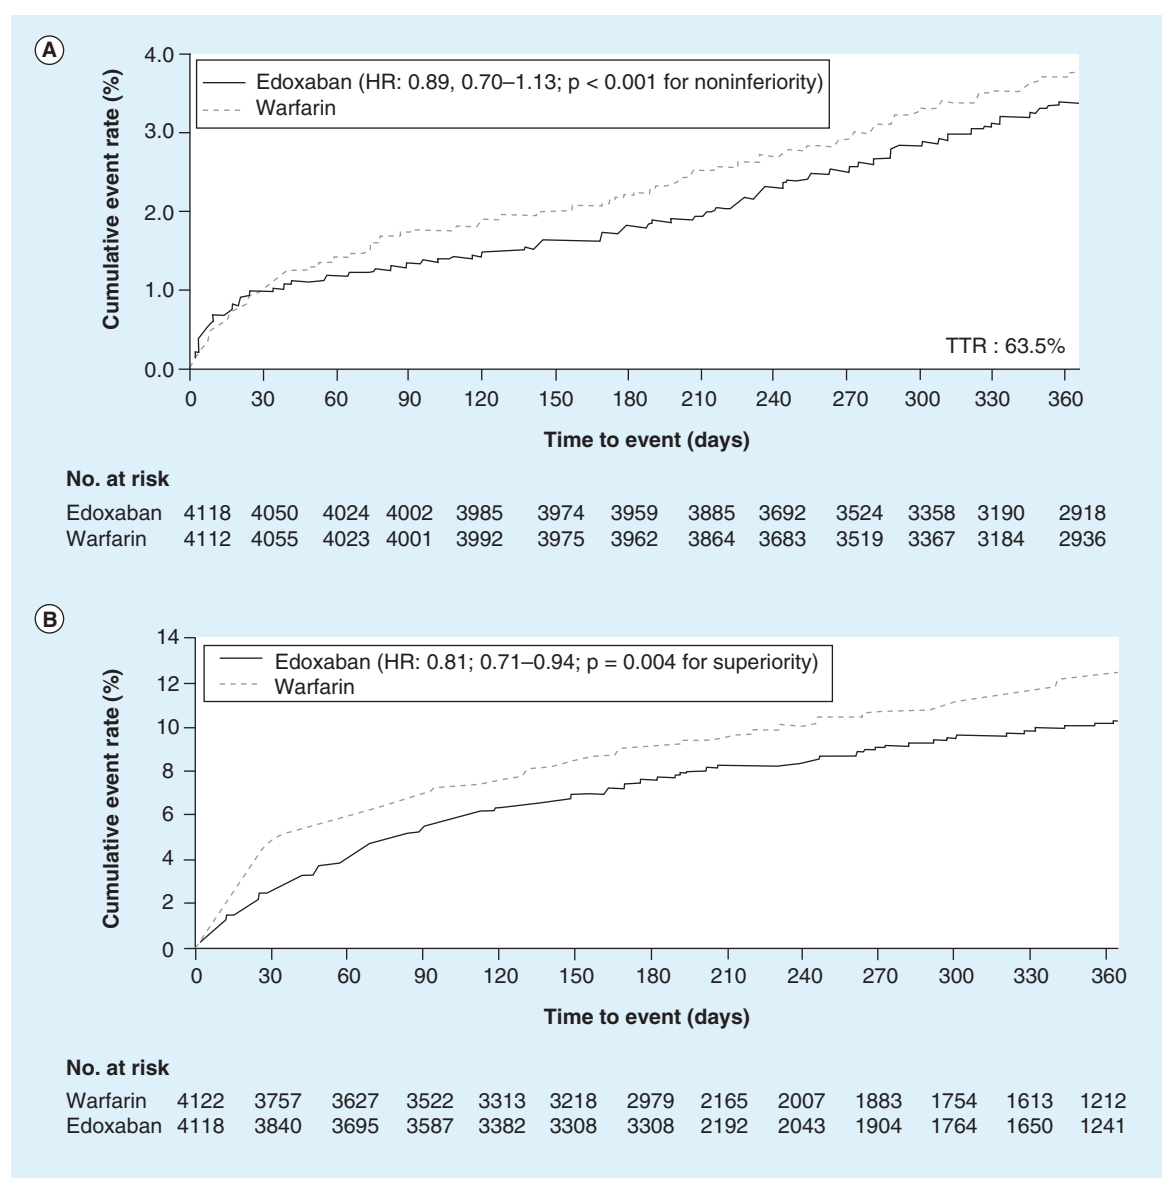 A
Cumulative event rate (%)
4.0
3.0
2.0
1.0
0.0
Edoxaban (HR: 0.89, 0.70–1.13; p < 0.001 for noninferiority)
Warfarin
TTR : 63.5%
0 30 60 90 120 150 180 210 240 270 300 330 360
Time to event (days)
No. at risk
Edoxaban 4118 4050 4024 4002 3985 3974 3959 3885 3692 3524 3358 3190 2918
Warfarin 4112 4055 4023 4001 3992 3975 3962 3864 3683 3519 3367 3184 2936
B
Cumulative event rate (%)
14
12
10
8
6
4
2
0
Edoxaban (HR: 0.81; 0.71–0.94; p = 0.004 for superiority)
Warfarin
0 30 60 90 120 150 180 210 240 270 300 330 360
Time to event (days)
No. at risk
Warfarin 4122 3757 3627 3522 3313 3218 2979 2165 2007 1883 1754 1613 1212
Edoxaban 4118 3840 3695 3587 3382 3308 3308 2192 2043 1904 1764 1650 1241